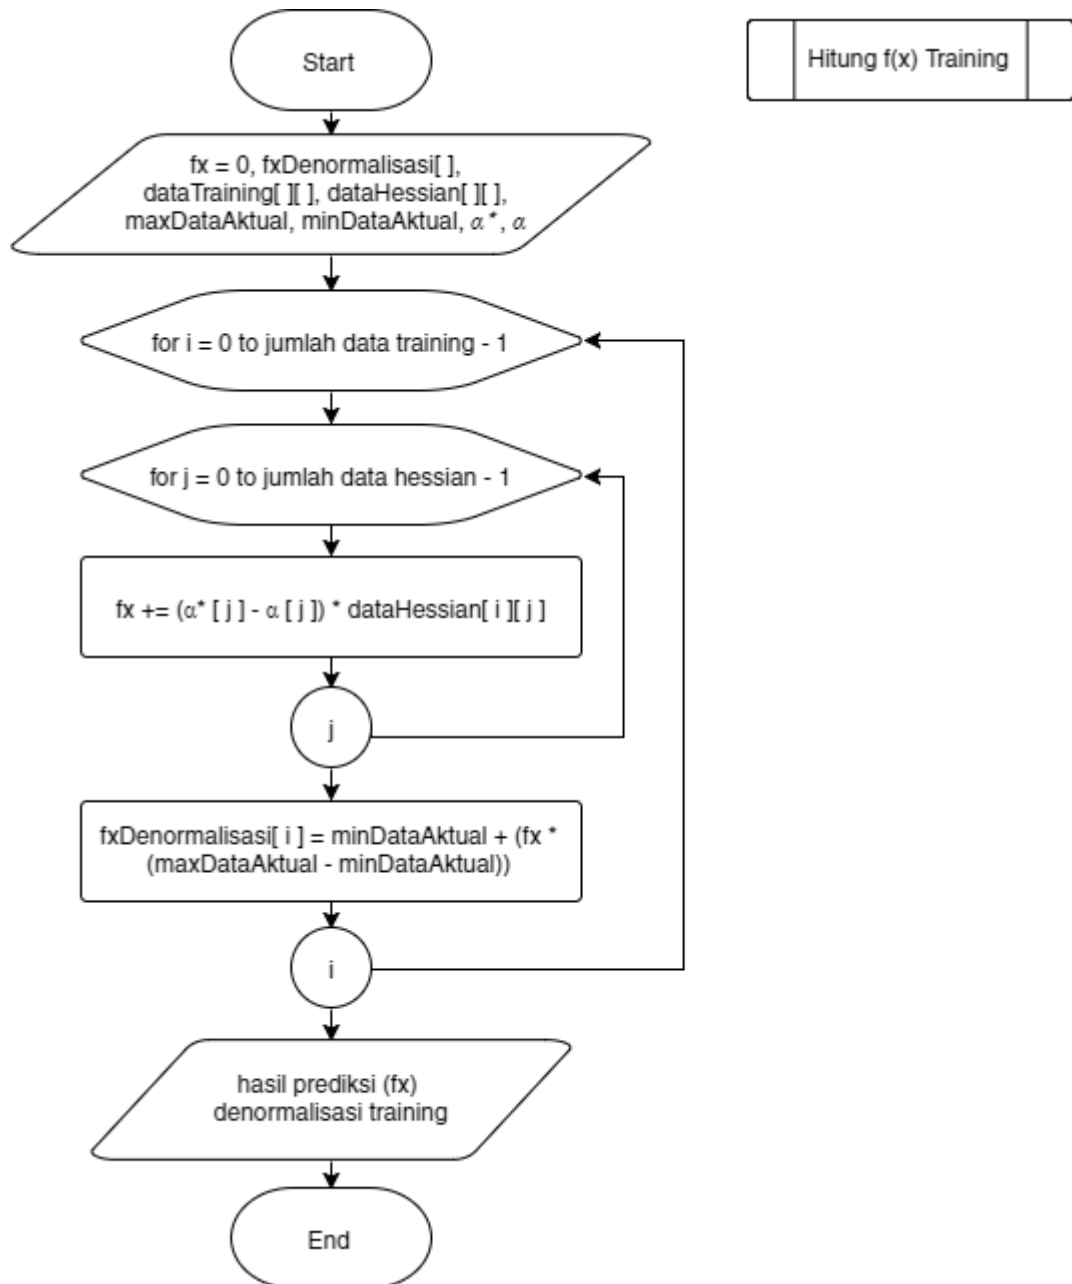 Start
Hitung f(x) Training
fx = 0, fxDenormalisasi[ ],
dataTraining[ ][ ], dataHessian[ ][ ],
maxDataAktual, minDataAktual, α*, α
for i = 0 to jumlah data training - 1
for j = 0 to jumlah data hessian - 1
fx += (α* [ j ] - α [ j ]) * dataHessian[ i ][ j ]
j
fxDenormalisasi[ i ] = minDataAktual + (fx *
(maxDataAktual - minDataAktual))
i
hasil prediksi (fx)
denormalisasi training
End